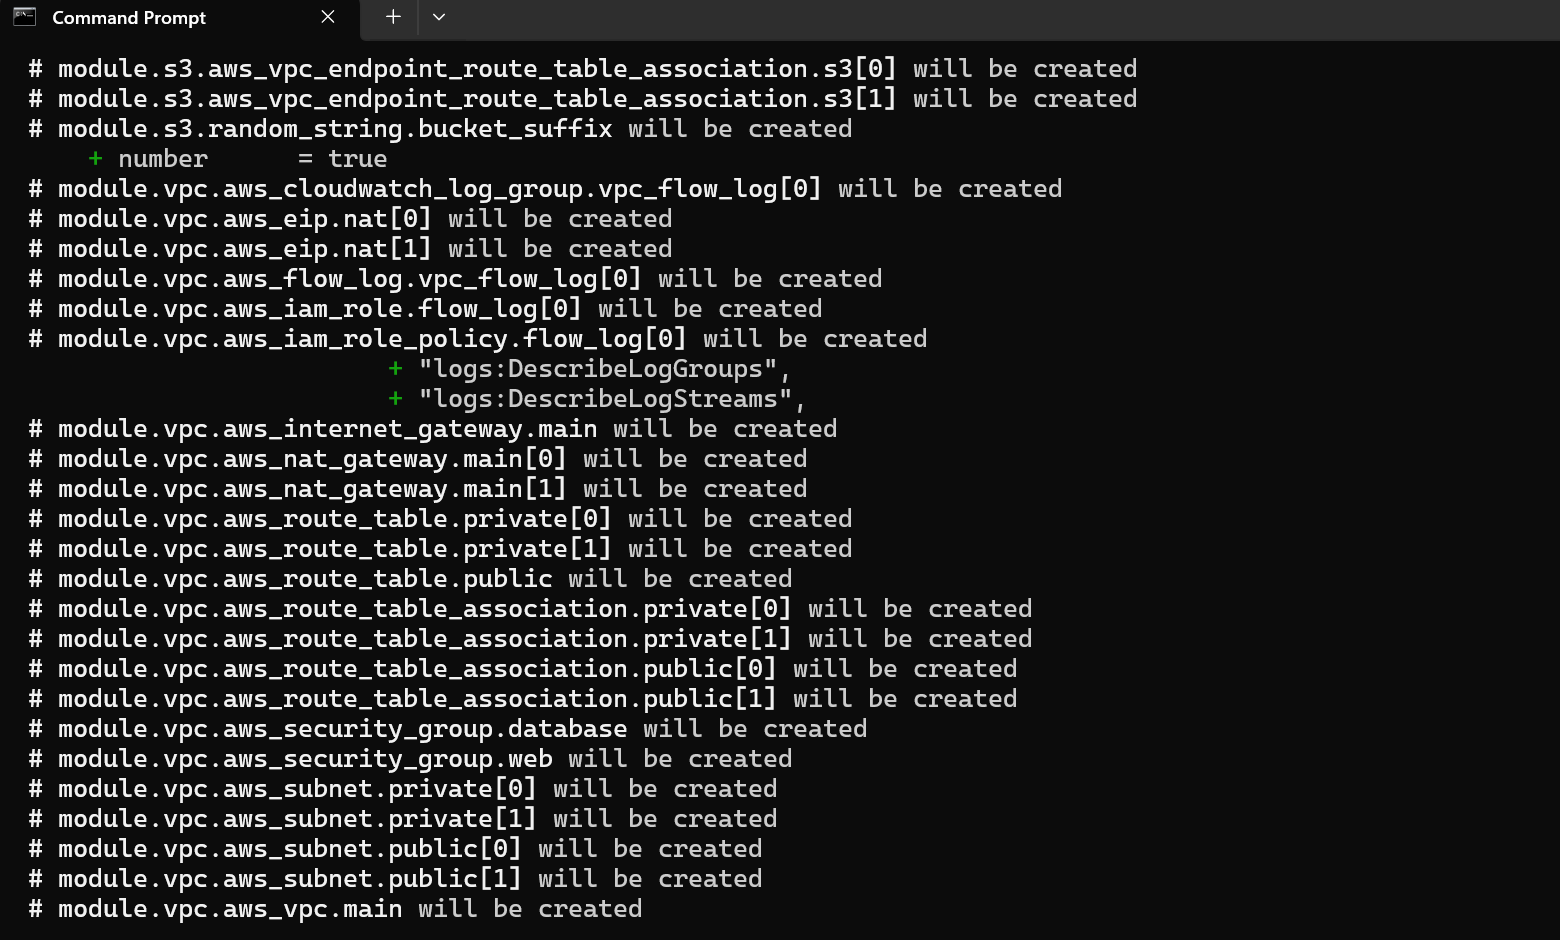 Command Prompt
# module.s3.aws_vpc_endpoint_route_table_association.s3[0] will be created
# module.s3.aws_vpc_endpoint_route_table_association.s3[1] will be created
# module.s3.random_string.bucket_suffix will be created
    + number      = true
# module.vpc.aws_cloudwatch_log_group.vpc_flow_log[0] will be created
# module.vpc.aws_eip.nat[0] will be created
# module.vpc.aws_eip.nat[1] will be created
# module.vpc.aws_flow_log.vpc_flow_log[0] will be created
# module.vpc.aws_iam_role.flow_log[0] will be created
# module.vpc.aws_iam_role_policy.flow_log[0] will be created
                        + "logs:DescribeLogGroups",
                        + "logs:DescribeLogStreams",
# module.vpc.aws_internet_gateway.main will be created
# module.vpc.aws_nat_gateway.main[0] will be created
# module.vpc.aws_nat_gateway.main[1] will be created
# module.vpc.aws_route_table.private[0] will be created
# module.vpc.aws_route_table.private[1] will be created
# module.vpc.aws_route_table.public will be created
# module.vpc.aws_route_table_association.private[0] will be created
# module.vpc.aws_route_table_association.private[1] will be created
# module.vpc.aws_route_table_association.public[0] will be created
# module.vpc.aws_route_table_association.public[1] will be created
# module.vpc.aws_security_group.database will be created
# module.vpc.aws_security_group.web will be created
# module.vpc.aws_subnet.private[0] will be created
# module.vpc.aws_subnet.private[1] will be created
# module.vpc.aws_subnet.public[0] will be created
# module.vpc.aws_subnet.public[1] will be created
# module.vpc.aws_vpc.main will be created